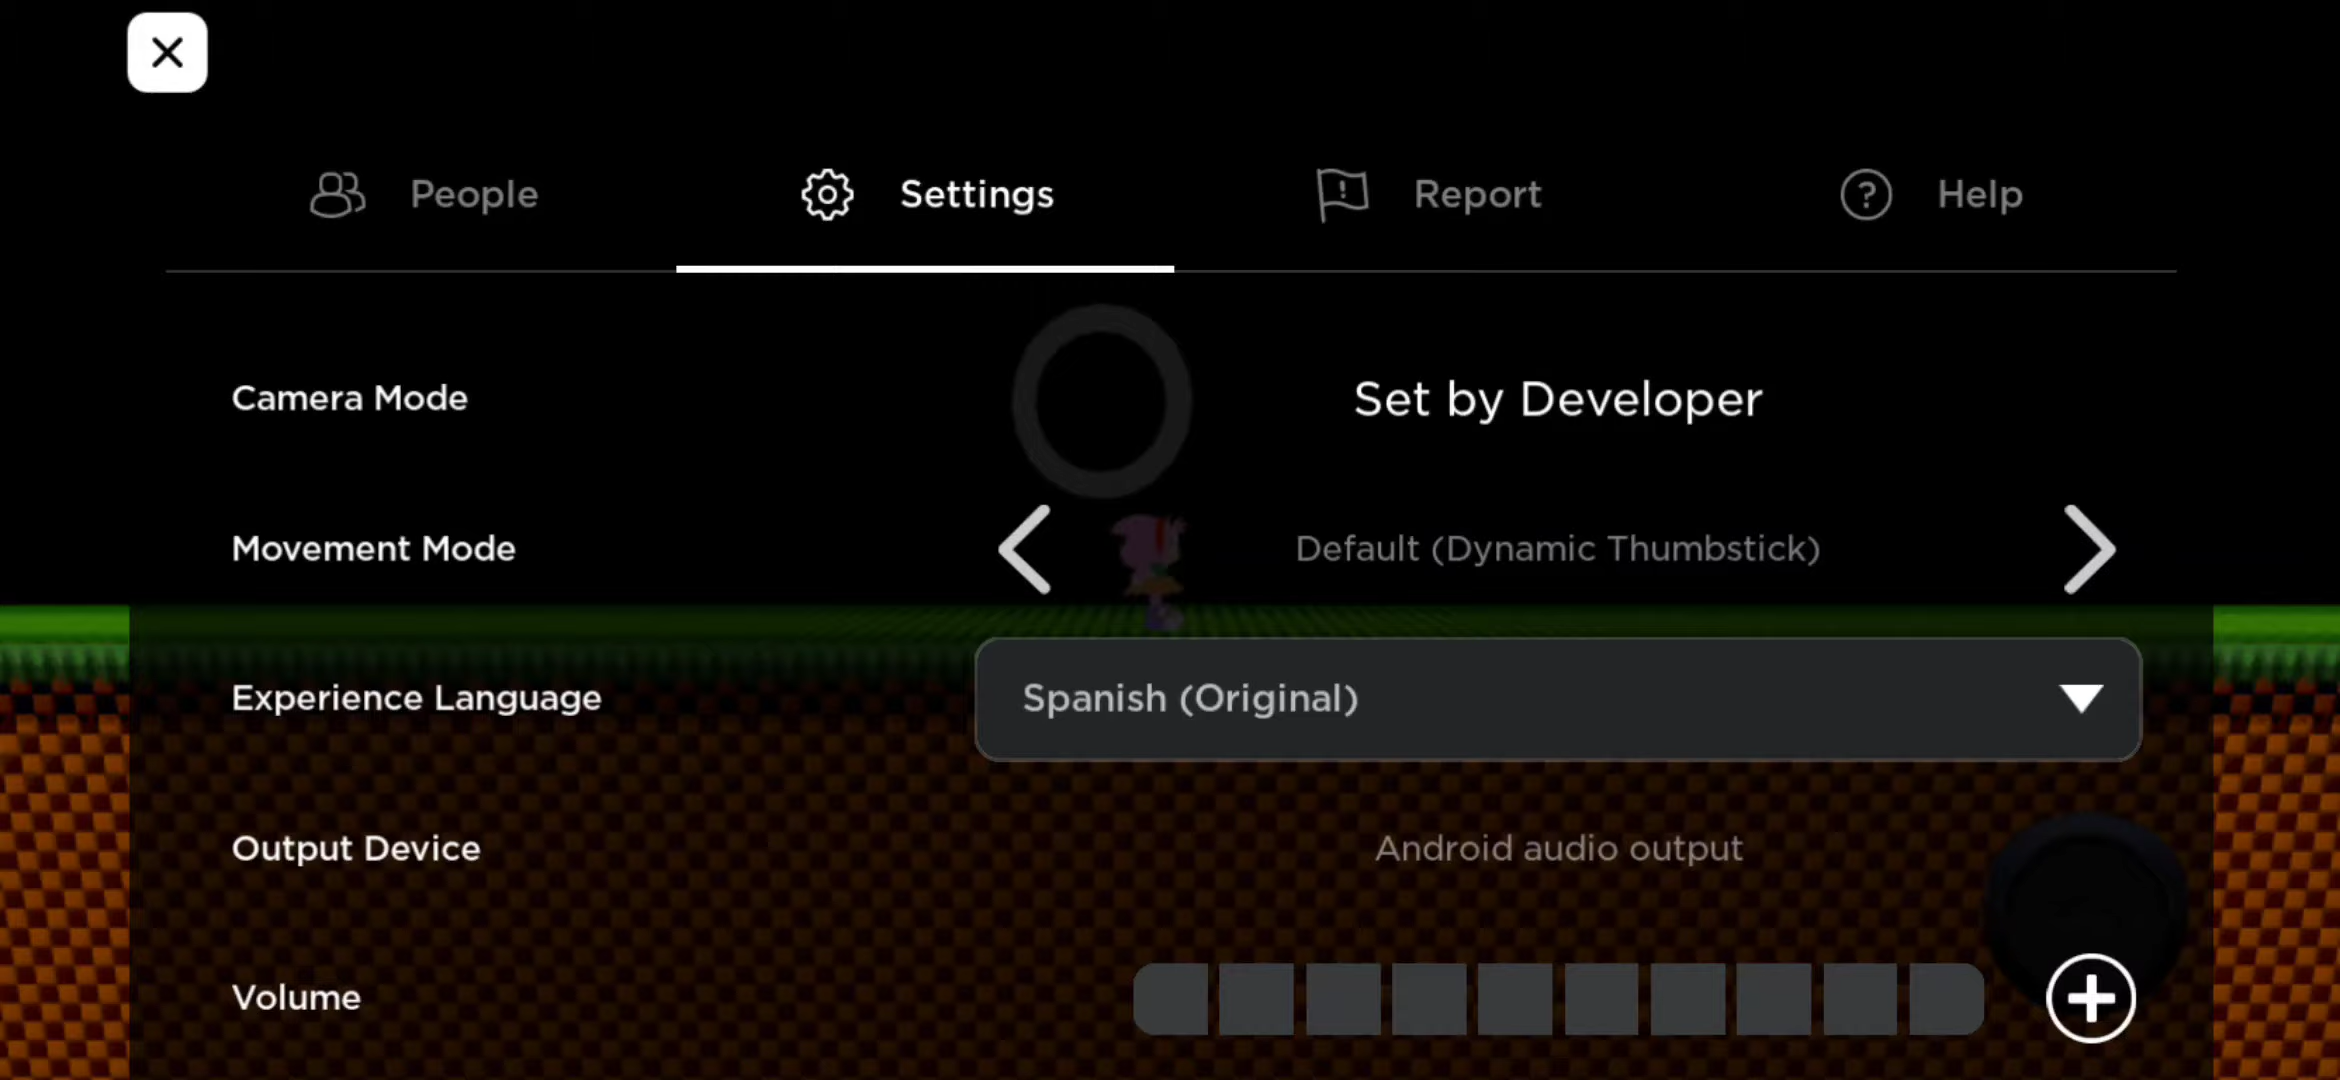 People
Settings
Report
Help
Camera Mode
Set by Developer
Movement Mode
Default (Dynamic Thumbstick)
Experience Language
Spanish (Original)
Output Device
Android audio output
Volume